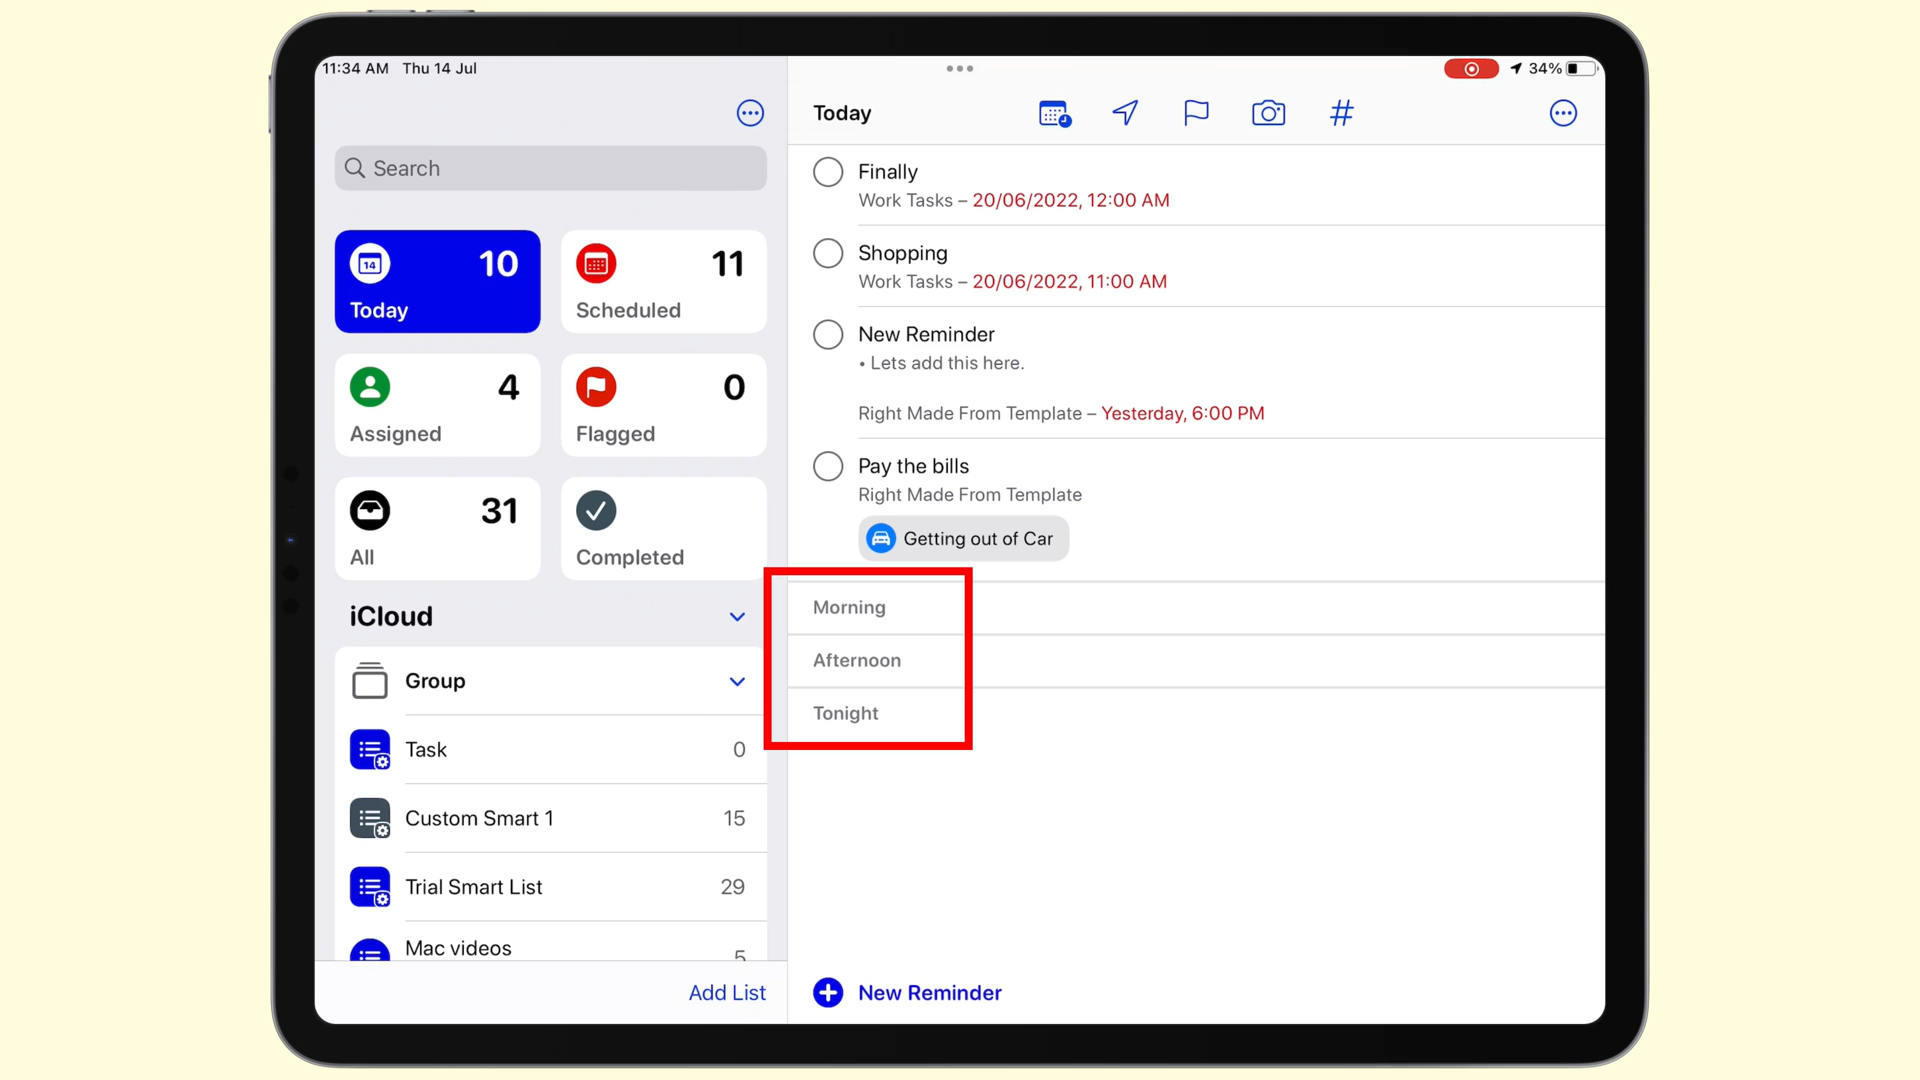 11:34 AM Thu 14 Jul
34%
Search
14
10
Today
11
Scheduled
4
Assigned
0
Flagged
31
All
Completed
iCloud
Group
Task 0
Custom Smart 1 15
Trial Smart List 29
Mac videos 5
Add List
Today
#
Finally
Work Tasks – 20/06/2022, 12:00 AM
Shopping
Work Tasks – 20/06/2022, 11:00 AM
New Reminder
• Lets add this here.
Right Made From Template – Yesterday, 6:00 PM
Pay the bills
Right Made From Template
Getting out of Car
Morning
Afternoon
Tonight
New Reminder